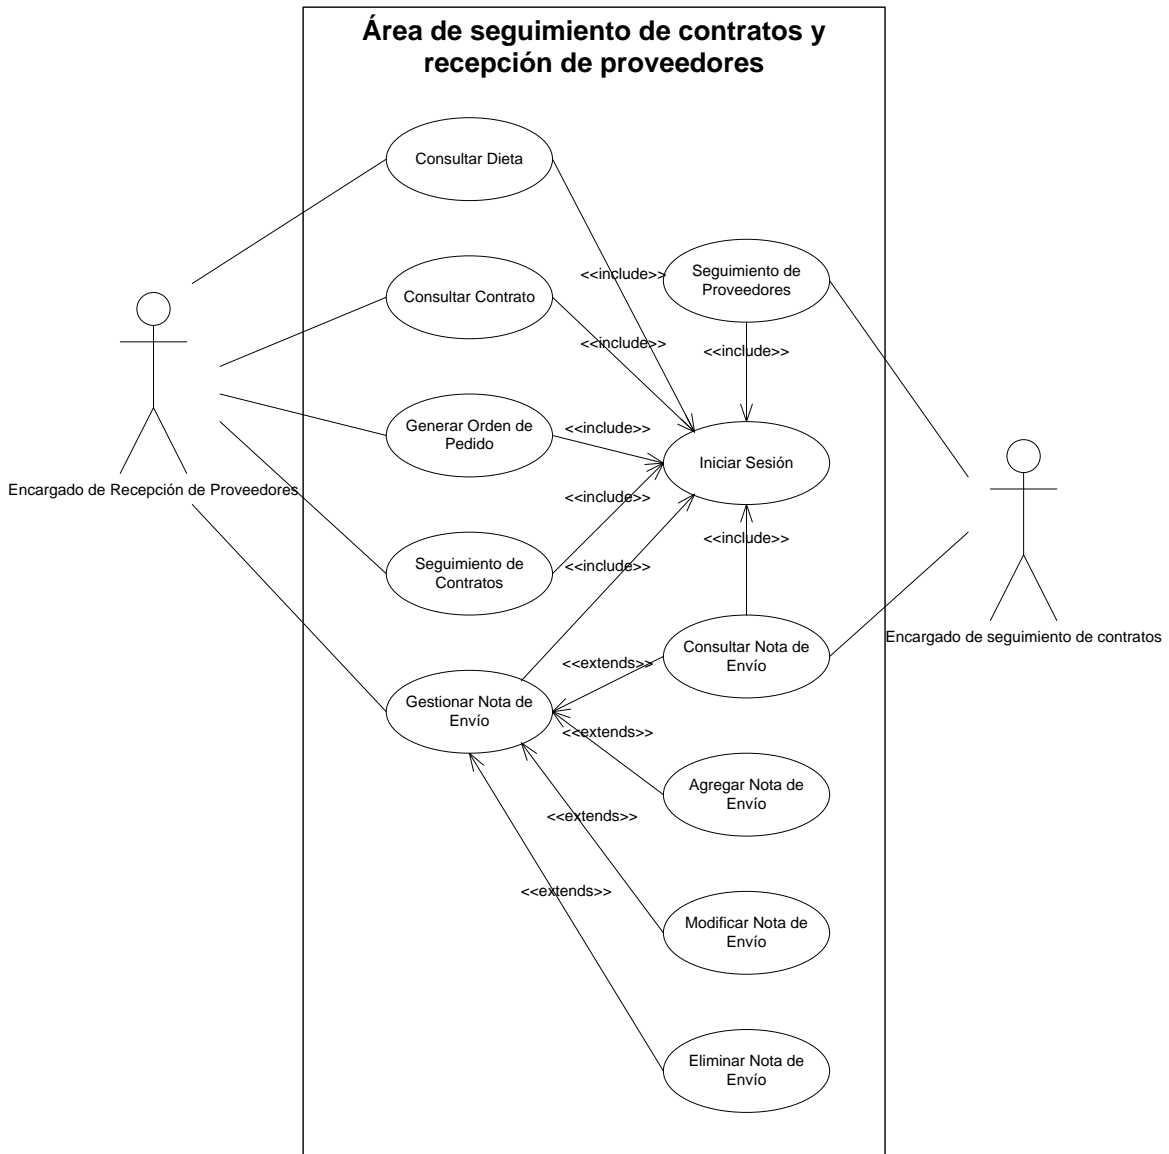 Área de seguimiento de contratos y
recepción de proveedores
Consultar Dieta
<<include>>
Seguimiento de
Proveedores
Consultar Contrato
<<include>>
<<include>>
Generar Orden de
Pedido
<<include>>
Iniciar Sesión
Encargado de Recepción de Proveedores
<<include>>
<<include>>
Seguimiento de
Contratos
<<include>>
Encargado de seguimiento de contratos
Consultar Nota de
Envío
<<extends>>
Gestionar Nota de
Envío
<<extends>>
Agregar Nota de
Envío
<<extends>>
<<extends>>
Modificar Nota de
Envío
Eliminar Nota de
Envío